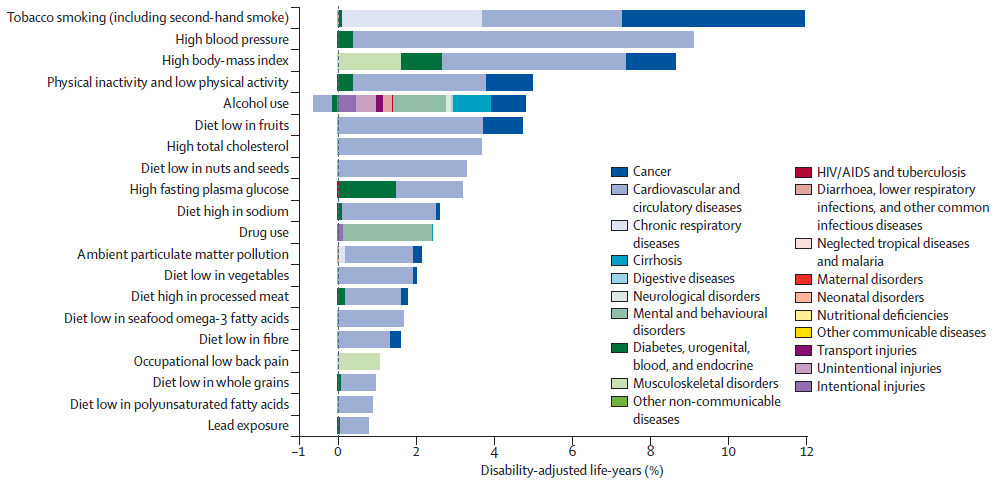 Tobacco smoking (including second-hand smoke)
High blood pressure
High body-mass index
Physical inactivity and low physical activity
Alcohol use
Diet low in fruits
High total cholesterol
Diet low in nuts and seeds
High fasting plasma glucose
Diet high in sodium
Drug use
Ambient particulate matter pollution
Diet low in vegetables
Diet high in processed meat
Diet low in seafood omega-3 fatty acids
Diet low in fibre
Occupational low back pain
Diet low in whole grains
Diet low in polyunsaturated fatty acids
Lead exposure
Cancer
Cardiovascular and
circulatory diseases
Chronic respiratory
diseases
Cirrhosis
Digestive diseases
Neurological disorders
Mental and behavioural
disorders
Diabetes, urogenital,
blood, and endocrine
Musculoskeletal disorders
Other non-communicable
diseases
HIV/AIDS and tuberculosis
Diarrhoea, lower respiratory
infections, and other common
infectious diseases
Neglected tropical diseases
and malaria
Maternal disorders
Neonatal disorders
Nutritional deficiencies
Other communicable diseases
Transport injuries
Unintentional injuries
Intentional injuries
–1 0 2 4 6 8 10 12
Disability-adjusted life-years (%)